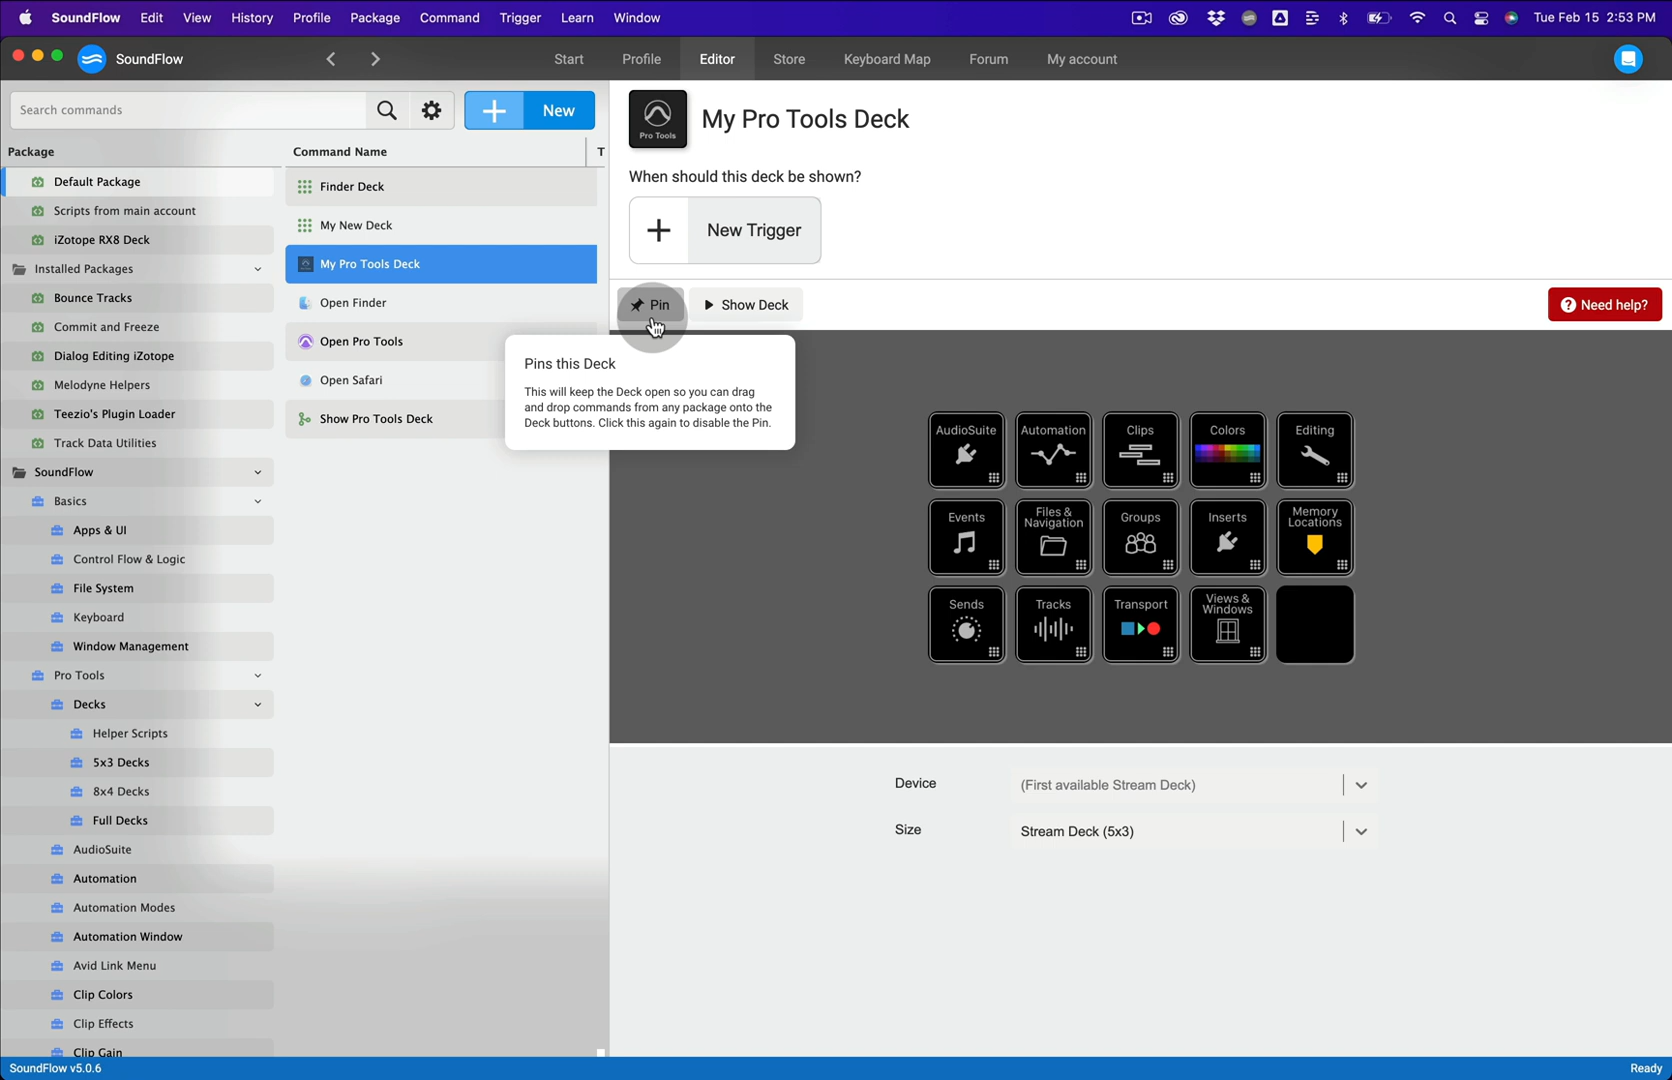 SoundFlow Edit View History Profile Package Command Trigger Learn Window Tue Feb 15 2:53 PM
SoundFlow Start Profile Editor Store Keyboard Map Forum My account
Search commands New
Package Command Name T
Default Package
Scripts from main account
iZotope RX8 Deck
Installed Packages
Bounce Tracks
Commit and Freeze
Dialog Editing iZotope
Melodyne Helpers
Teezio's Plugin Loader
Track Data Utilities
SoundFlow
Basics
Apps & UI
Control Flow & Logic
File System
Keyboard
Window Management
Pro Tools
Decks
Helper Scripts
5x3 Decks
8x4 Decks
Full Decks
AudioSuite
Automation
Automation Modes
Automation Window
Avid Link Menu
Clip Colors
Clip Effects
Clip Gain
Finder Deck
My New Deck
My Pro Tools Deck
Open Finder
Open Pro Tools
Open Safari
Show Pro Tools Deck
Pro Tools
My Pro Tools Deck
When should this deck be shown?
New Trigger
Pin Show Deck Need help?
Pins this Deck
This will keep the Deck open so you can drag
and drop commands from any package onto the
Deck buttons. Click this again to disable the Pin.
AudioSuite Automation Clips Colors Editing
Events Files &
Navigation Groups Inserts Memory
Locations
Sends Tracks Transport Views &
Windows
Device (First available Stream Deck)
Size Stream Deck (5x3)
SoundFlow v5.0.6 Ready